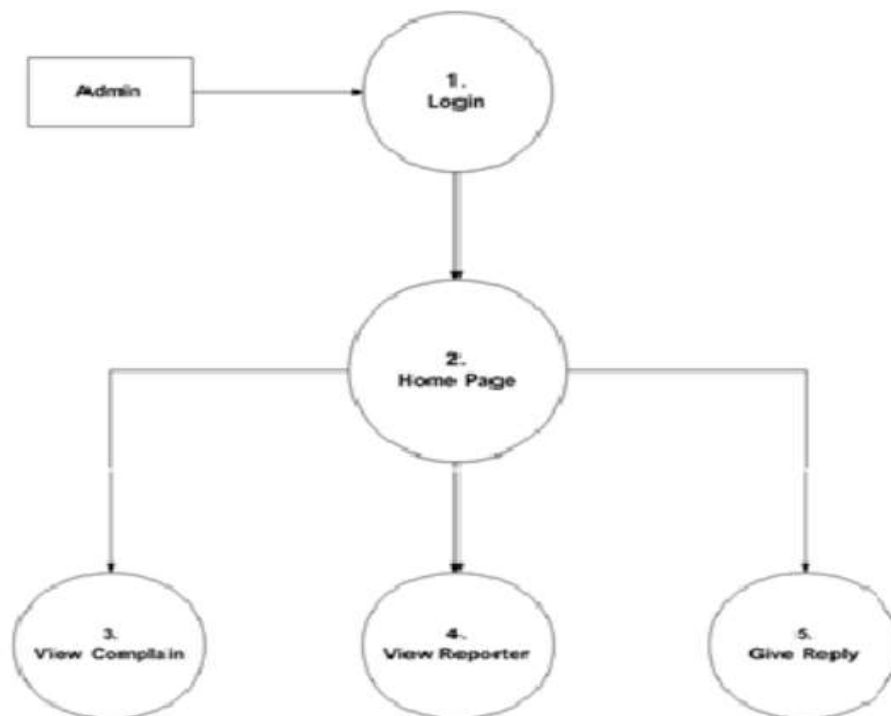 Admin
1.
Login
2.
Home Page
3.
View Complain
4.
View Reporter
5.
Give Reply